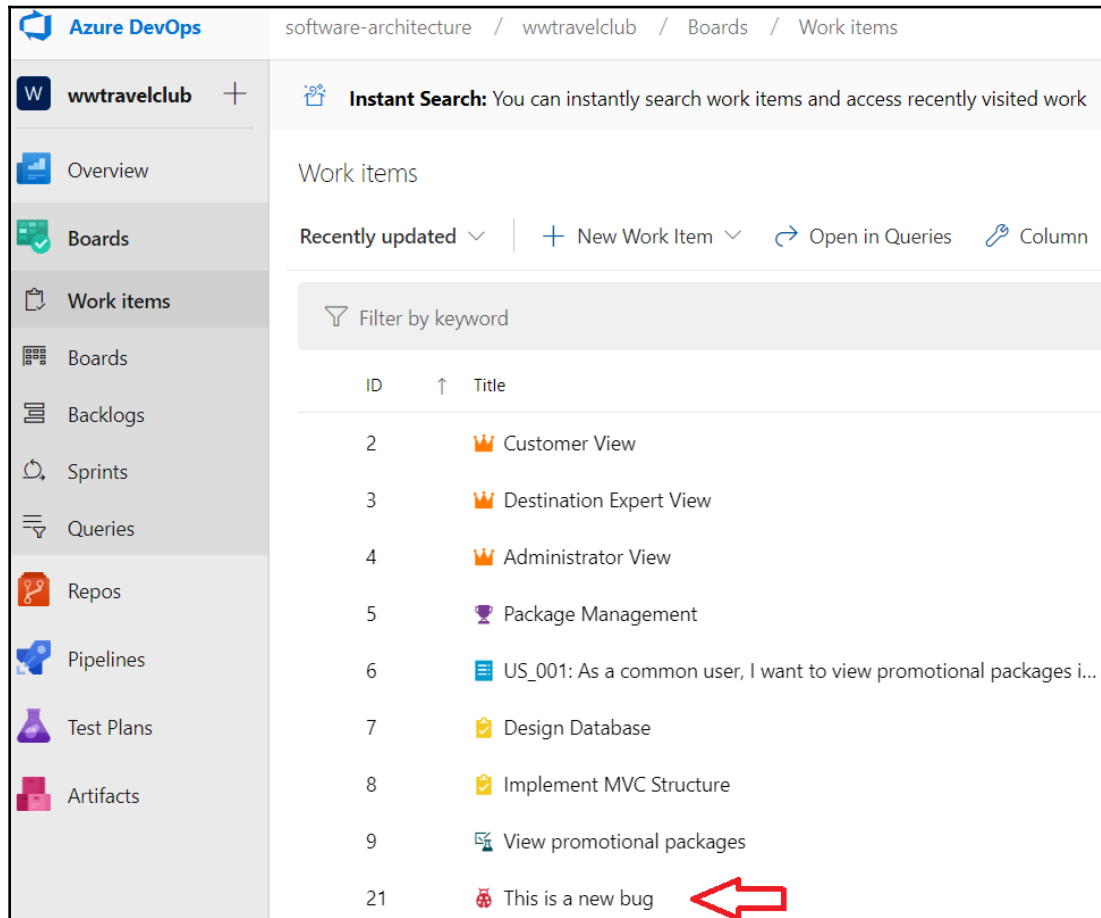 Azure DevOps
software-architecture / wwtravelclub / Boards / Work items
W wwtravelclub
Instant Search: You can instantly search work items and access recently visited work
Overview
Work items
Boards
Recently updated New Work Item Open in Queries Column
Work items
Filter by keyword
Boards
ID ↑ Title
Backlogs
2 Customer View
Sprints
3 Destination Expert View
Queries
4 Administrator View
Repos
5 Package Management
Pipelines
6 US_001: As a common user, I want to view promotional packages i...
Test Plans
7 Design Database
Artifacts
8 Implement MVC Structure
9 View promotional packages
21 This is a new bug